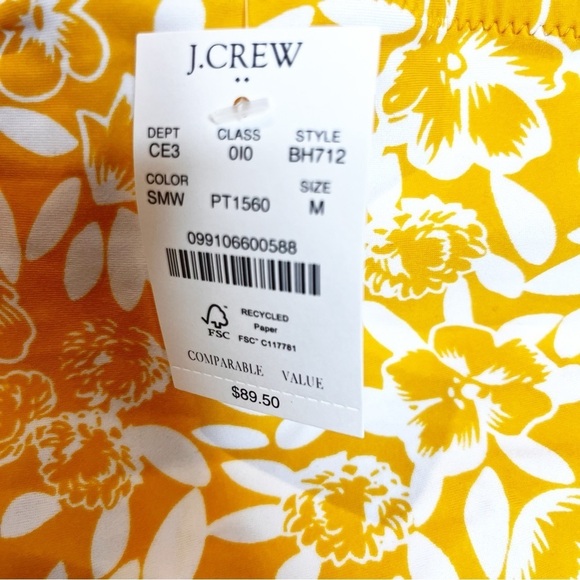 J.CREW
DEPT CLASS STYLE
CE3 0I0 BH712
COLOR SIZE
SMW PT1560 M
099106600588
RECYCLED
Paper
FSC FSC® C117781
COMPARABLE VALUE
$89.50